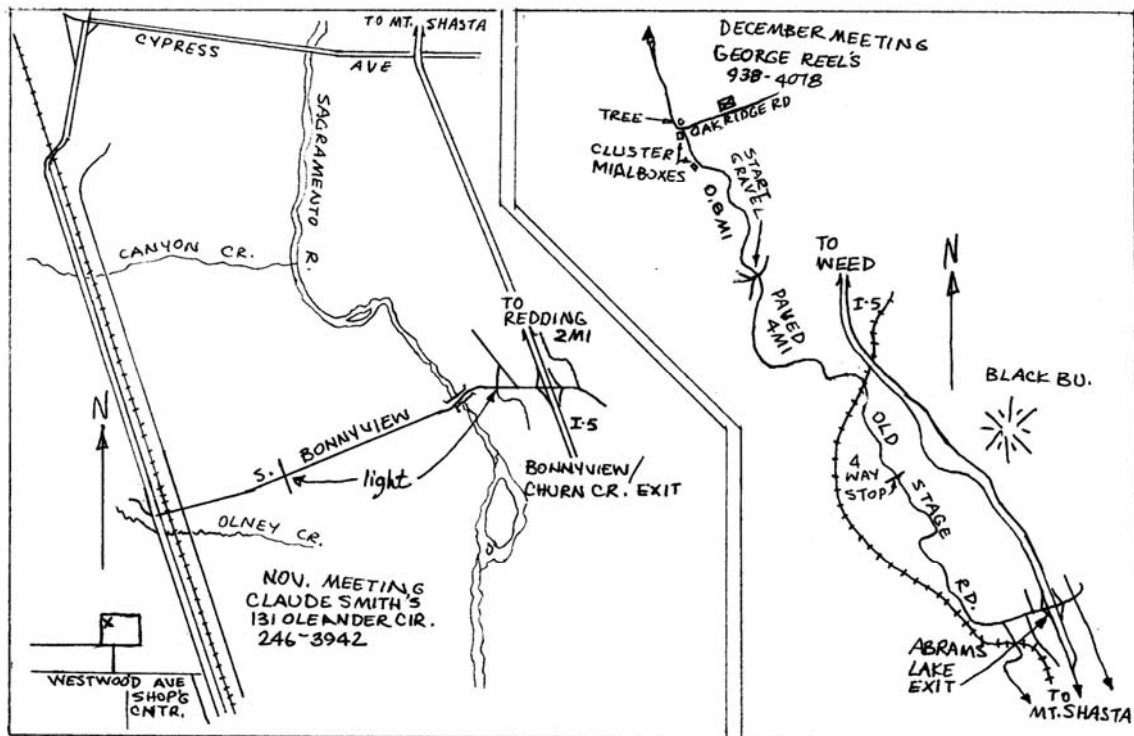 TO MT. SHASTA
CYPRESS
AVE
SAGRAMENTO R.
CANYON CR.
TO
REDDING
2MI
N
S. BONNYVIEW
light
I-5
BONNYVIEW/
CHURN CR. EXIT
OLNEY CR.
NOV. MEETING
CLAUDE SMITH'S
131 OLEANDER CIR.
246-3942
X
WESTWOOD AVE
SHOP'G
CNTR.
DECEMBER MEETING
GEORGE REEL'S
938-4078
TREE
OAKRIDGE RD
CLUSTER
MIALBOXES
START
GRAVEL
0.8MI
TO
WEED
N
I-5
PAVED
4MI
BLACK BU.
OLD STAGE RD.
4
WAY
STOP
ABRAMS
LAKE
EXIT
TO
MT. SHASTA